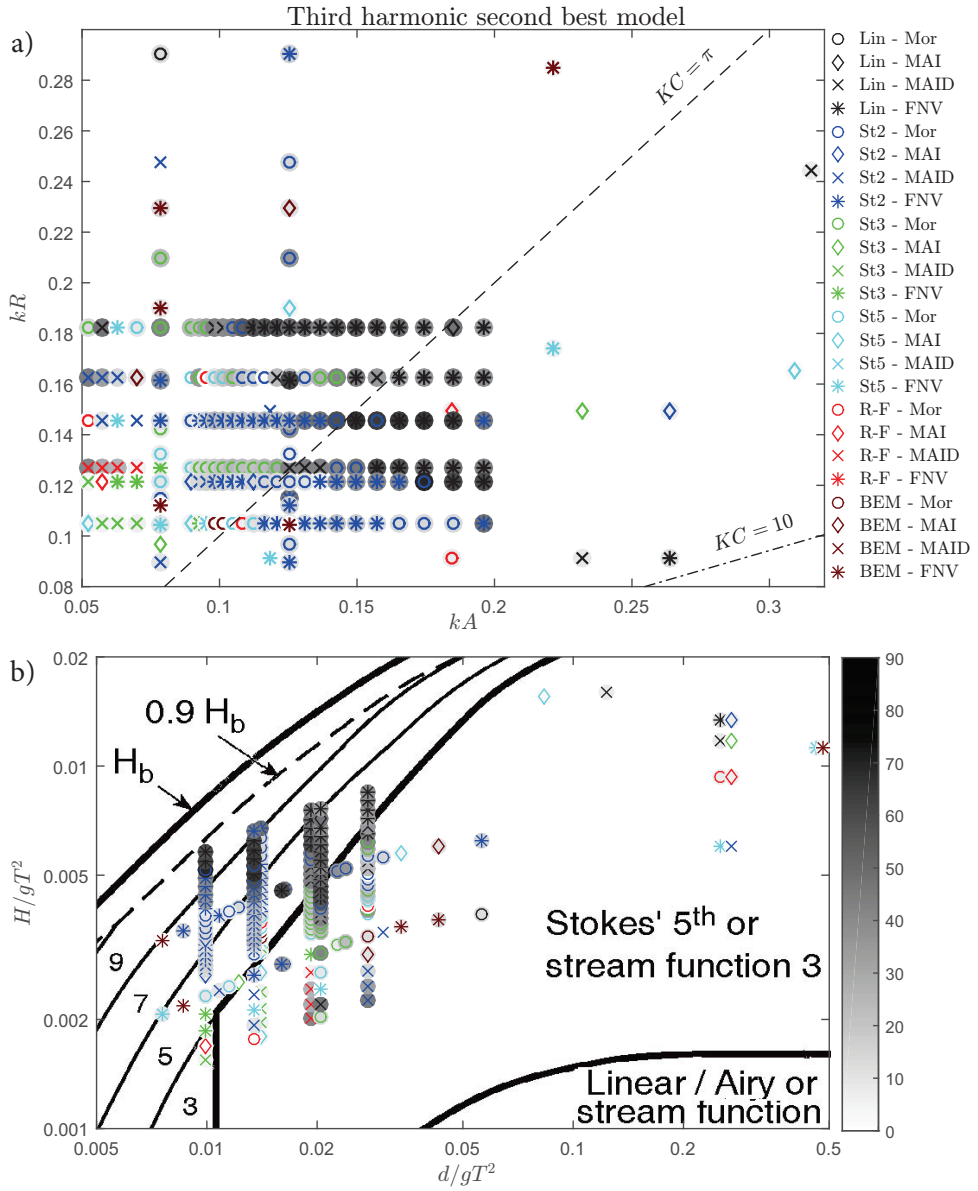 Third harmonic second best model
a)
kR
0.28
0.26
0.24
0.22
0.2
0.18
0.16
0.14
0.12
0.1
0.08
0.05
0.1
0.15
0.2
0.25
0.3
kA
KC = π
KC = 10
Lin - Mor
Lin - MAI
Lin - MAID
Lin - FNV
St2 - Mor
St2 - MAI
St2 - MAID
St2 - FNV
St3 - Mor
St3 - MAI
St3 - MAID
St3 - FNV
St5 - Mor
St5 - MAI
St5 - MAID
St5 - FNV
R-F - Mor
R-F - MAI
R-F - MAID
R-F - FNV
BEM - Mor
BEM - MAI
BEM - MAID
BEM - FNV
b)
H/gT²
0.02
0.01
0.005
0.002
0.001
0.9 H_b
H_b
9
7
5
3
Stokes' 5th or
stream function 3
Linear / Airy or
stream function
0.005
0.01
0.02
0.05
0.1
0.2
0.5
d/gT²
90
80
70
60
50
40
30
20
10
0